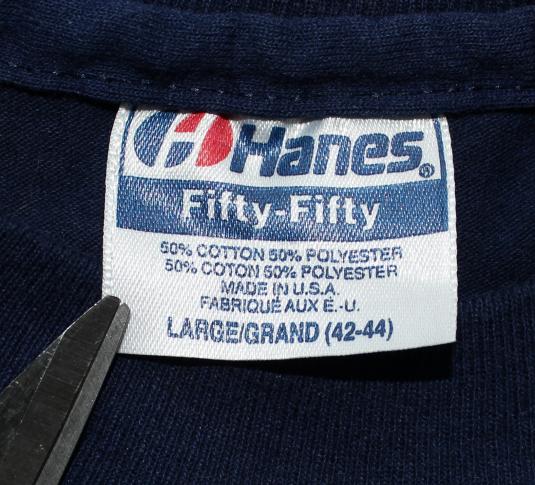 Hanes®
Fifty-Fifty
50% COTTON 50% POLYESTER
50% COTON 50% POLYESTER
MADE IN U.S.A.
FABRIQUÉ AUX É.-U.
LARGE/GRAND (42-44)